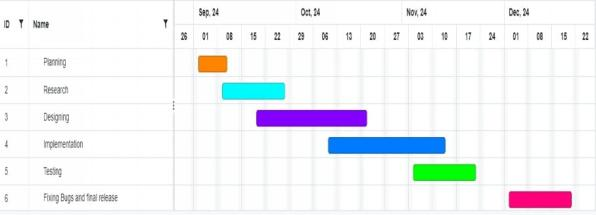 Sep, 24 Oct, 24 Nov, 24 Dec, 24
ID Name
26 01 08 15 22 29 06 13 20 27 03 10 17 24 01 08 15 22
1 Planning
2 Research
3 Designing
4 Implementation
5 Testing
6 Fixing Bugs and final release